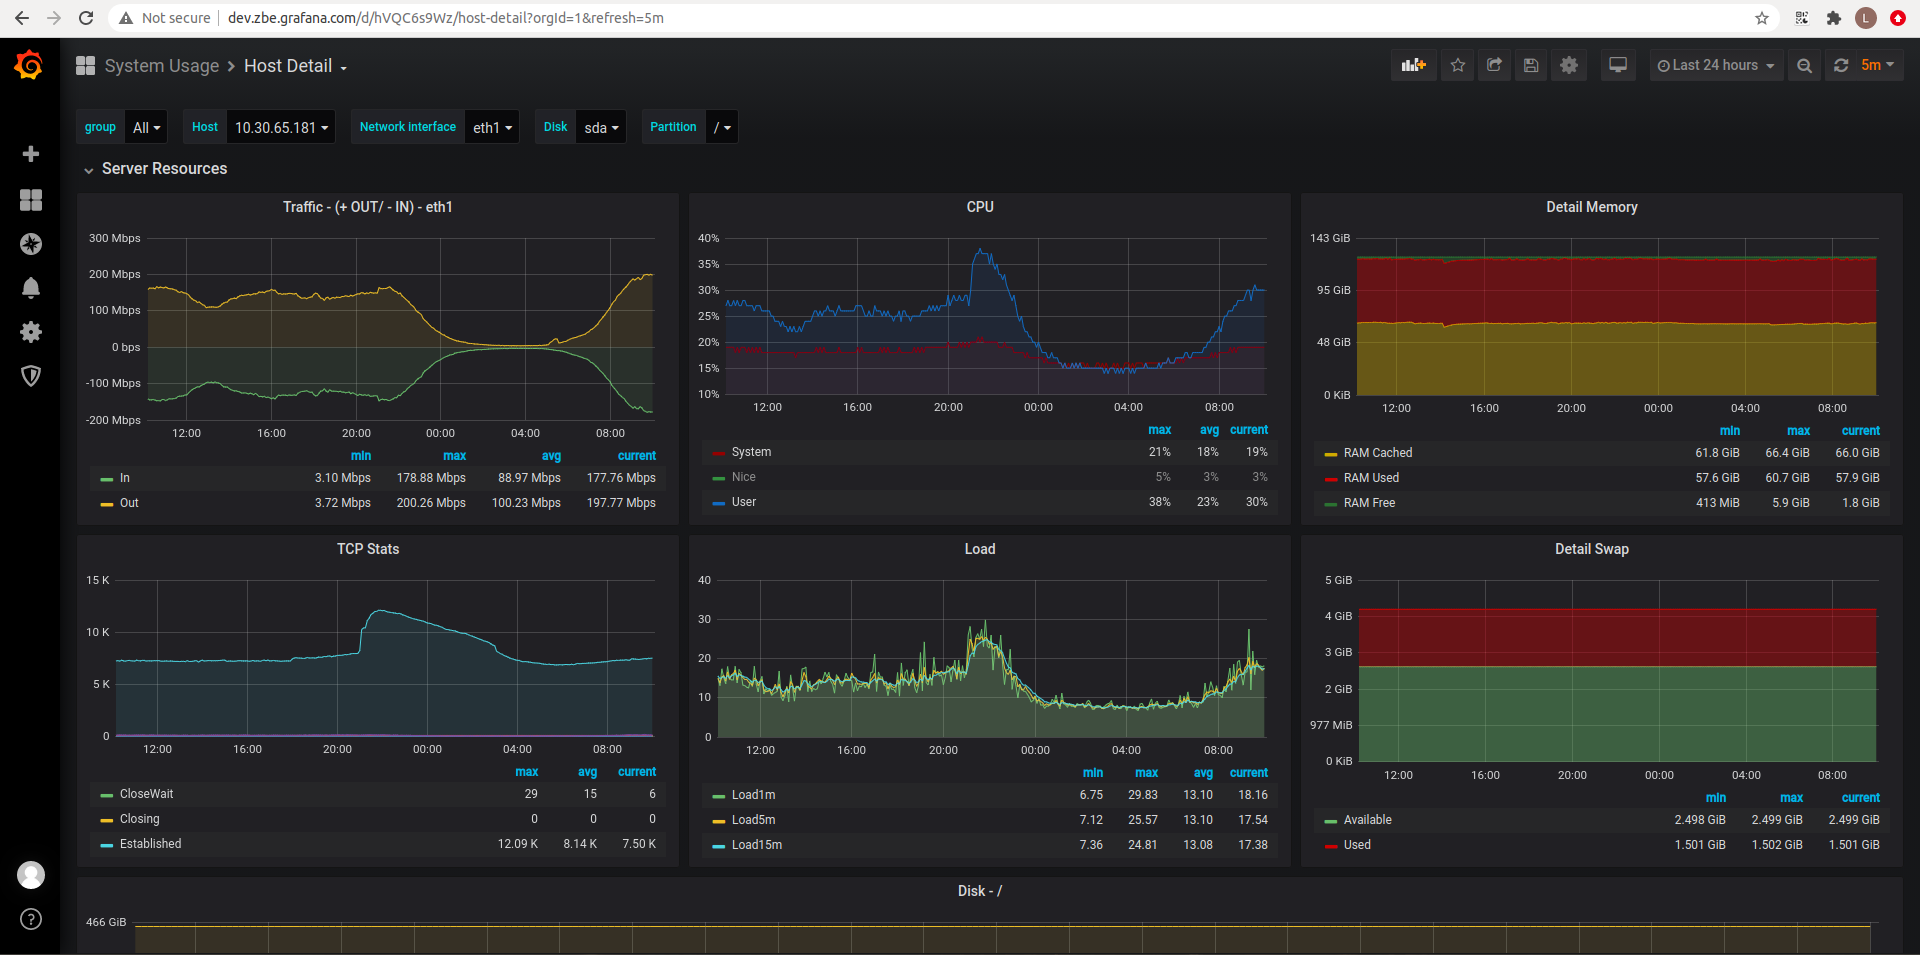 Not secure dev.zbe.grafana.com/d/hVQC6s9Wz/host-detail?orgId=1&refresh=5m L
System Usage > Host Detail Last 24 hours 5m
group All Host 10.30.65.181 Network interface eth1 Disk sda Partition /
Server Resources
Traffic - (+ OUT/ - IN) - eth1
300 Mbps
200 Mbps
100 Mbps
0 bps
-100 Mbps
-200 Mbps
12:00 16:00 20:00 00:00 04:00 08:00
min max avg current
In 3.10 Mbps 178.88 Mbps 88.97 Mbps 177.76 Mbps
Out 3.72 Mbps 200.26 Mbps 100.23 Mbps 197.77 Mbps
CPU
40%
35%
30%
25%
20%
15%
10%
12:00 16:00 20:00 00:00 04:00 08:00
max avg current
System 21% 18% 19%
Nice 5% 3% 3%
User 38% 23% 30%
Detail Memory
143 GiB
95 GiB
48 GiB
0 KiB
12:00 16:00 20:00 00:00 04:00 08:00
min max current
RAM Cached 61.8 GiB 66.4 GiB 66.0 GiB
RAM Used 57.6 GiB 60.7 GiB 57.9 GiB
RAM Free 413 MiB 5.9 GiB 1.8 GiB
TCP Stats
15 K
10 K
5 K
0
12:00 16:00 20:00 00:00 04:00 08:00
max avg current
CloseWait 29 15 6
Closing 0 0 0
Established 12.09 K 8.14 K 7.50 K
Load
40
30
20
10
0
12:00 16:00 20:00 00:00 04:00 08:00
min max avg current
Load1m 6.75 29.83 13.10 18.16
Load5m 7.12 25.57 13.10 17.54
Load15m 7.36 24.81 13.08 17.38
Detail Swap
5 GiB
4 GiB
3 GiB
2 GiB
977 MiB
0 KiB
12:00 16:00 20:00 00:00 04:00 08:00
min max current
Available 2.498 GiB 2.499 GiB 2.499 GiB
Used 1.501 GiB 1.502 GiB 1.501 GiB
Disk - /
466 GiB